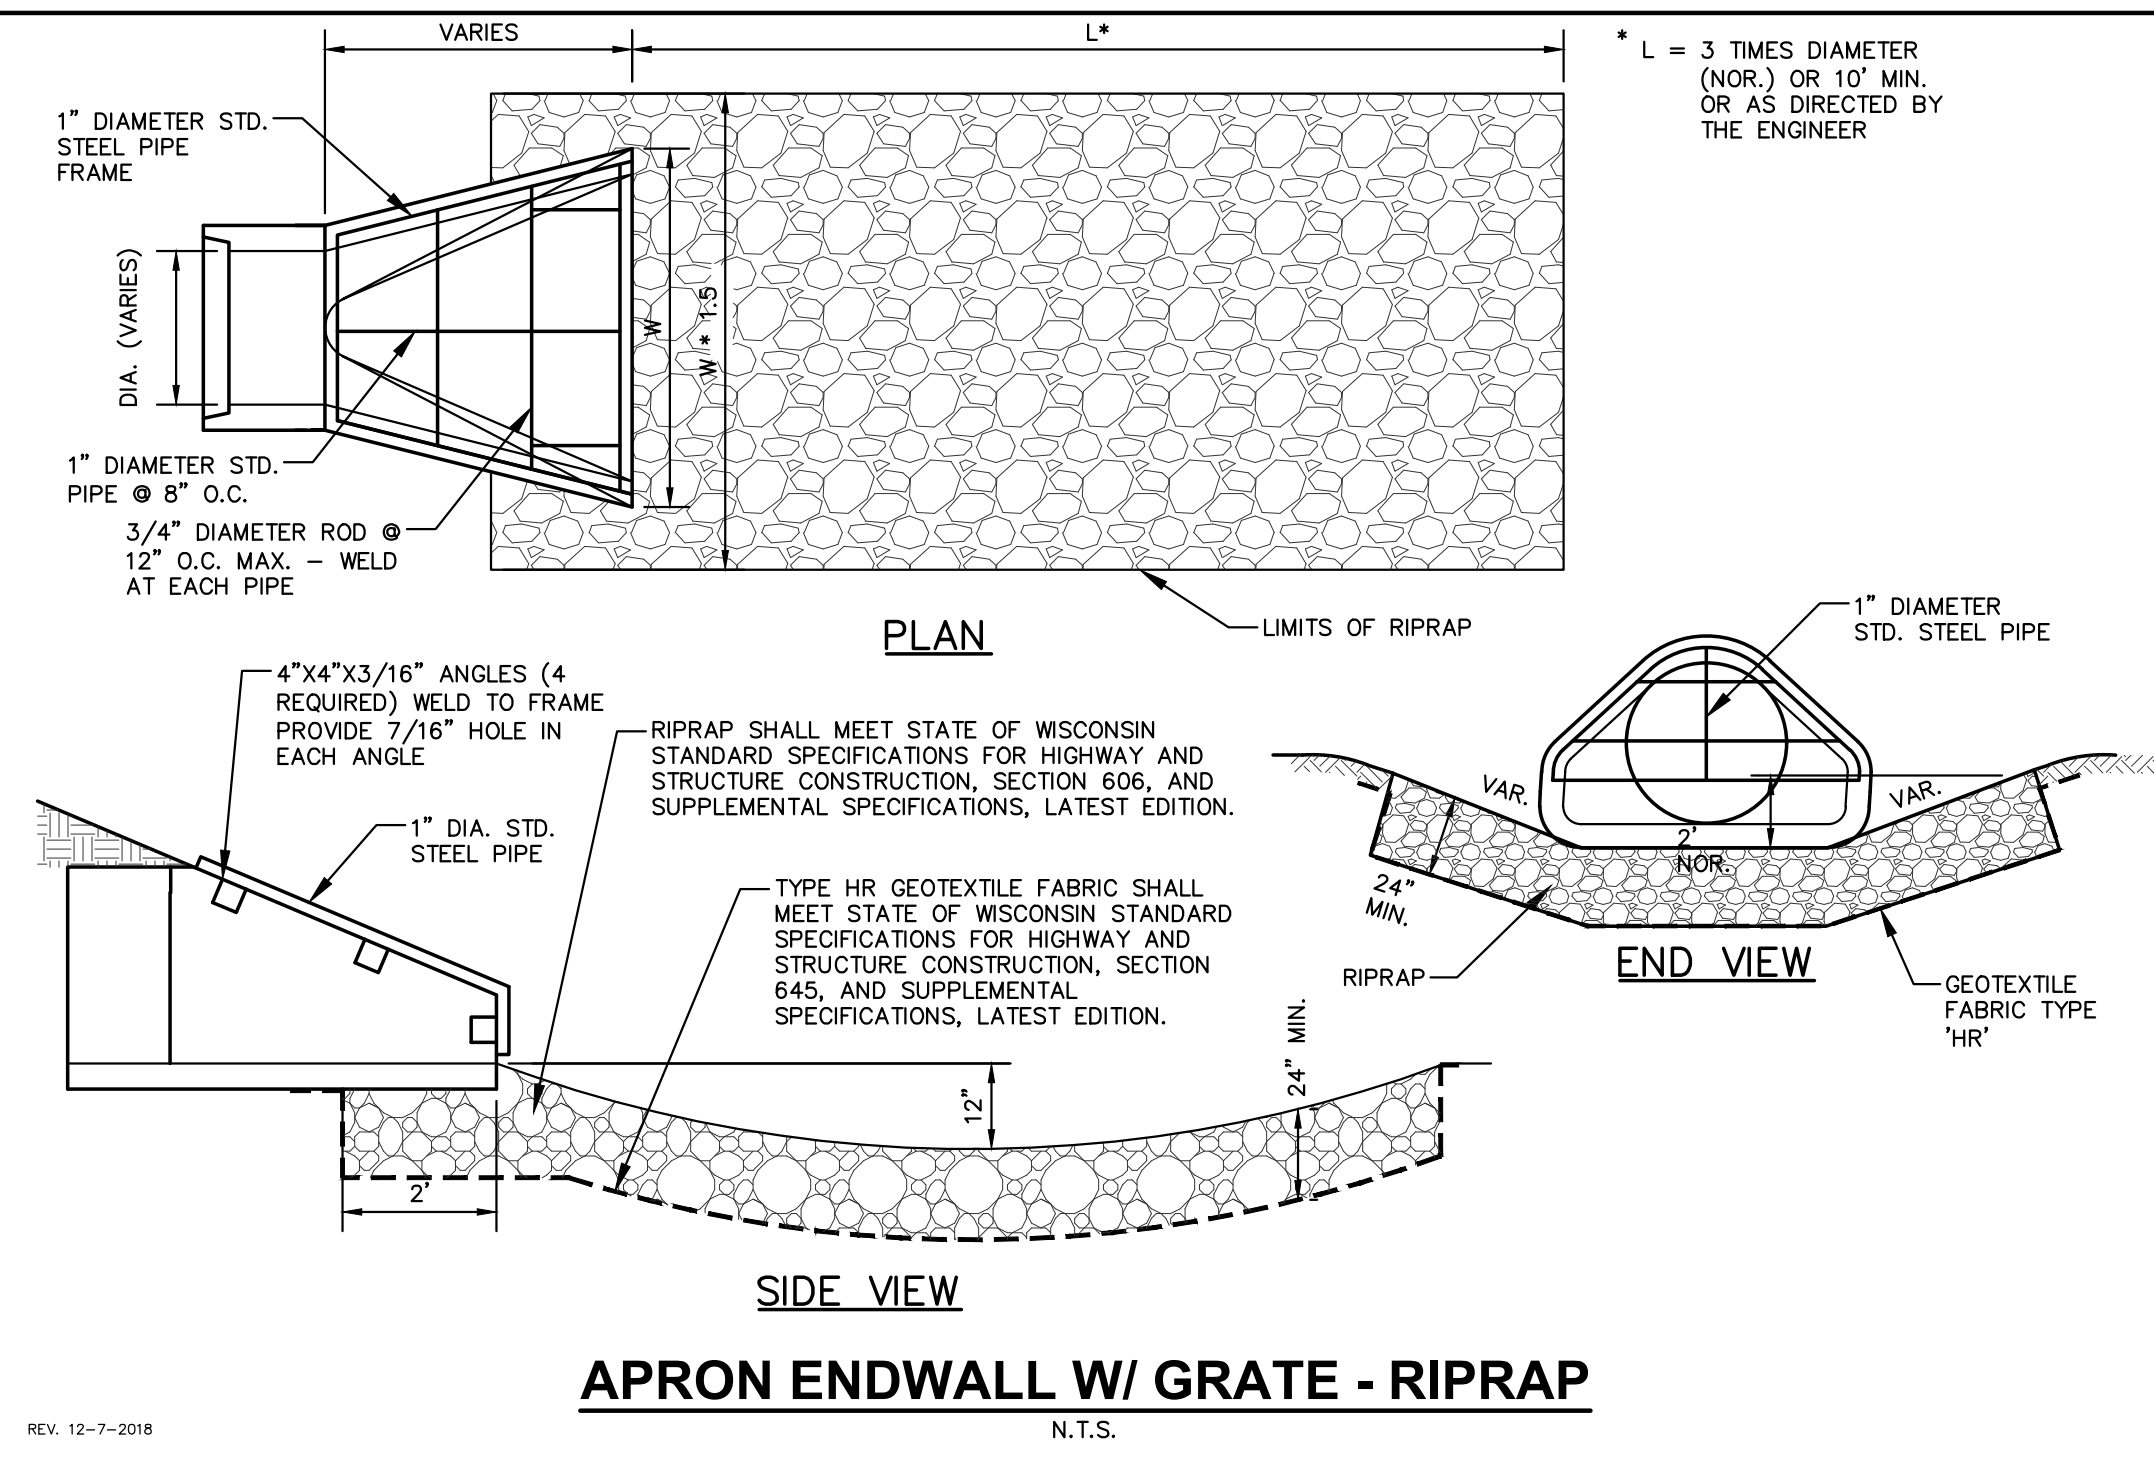 VARIES
L*
* L = 3 TIMES DIAMETER
(NOR.) OR 10' MIN.
OR AS DIRECTED BY
THE ENGINEER
1" DIAMETER STD.
STEEL PIPE
FRAME
DIA. (VARIES)
W
W * 1.5
1" DIAMETER STD.
PIPE @ 8" O.C.
3/4" DIAMETER ROD @
12" O.C. MAX. – WELD
AT EACH PIPE
PLAN
LIMITS OF RIPRAP
1" DIAMETER
STD. STEEL PIPE
VAR.
VAR.
2'
NOR.
24"
MIN.
RIPRAP
END VIEW
GEOTEXTILE
FABRIC TYPE
'HR'
4"X4"X3/16" ANGLES (4
REQUIRED) WELD TO FRAME
PROVIDE 7/16" HOLE IN
EACH ANGLE
1" DIA. STD.
STEEL PIPE
RIPRAP SHALL MEET STATE OF WISCONSIN
STANDARD SPECIFICATIONS FOR HIGHWAY AND
STRUCTURE CONSTRUCTION, SECTION 606, AND
SUPPLEMENTAL SPECIFICATIONS, LATEST EDITION.
TYPE HR GEOTEXTILE FABRIC SHALL
MEET STATE OF WISCONSIN STANDARD
SPECIFICATIONS FOR HIGHWAY AND
STRUCTURE CONSTRUCTION, SECTION
645, AND SUPPLEMENTAL
SPECIFICATIONS, LATEST EDITION.
12"
24" MIN.
2'
SIDE VIEW
APRON ENDWALL W/ GRATE - RIPRAP
N.T.S.
REV. 12–7–2018